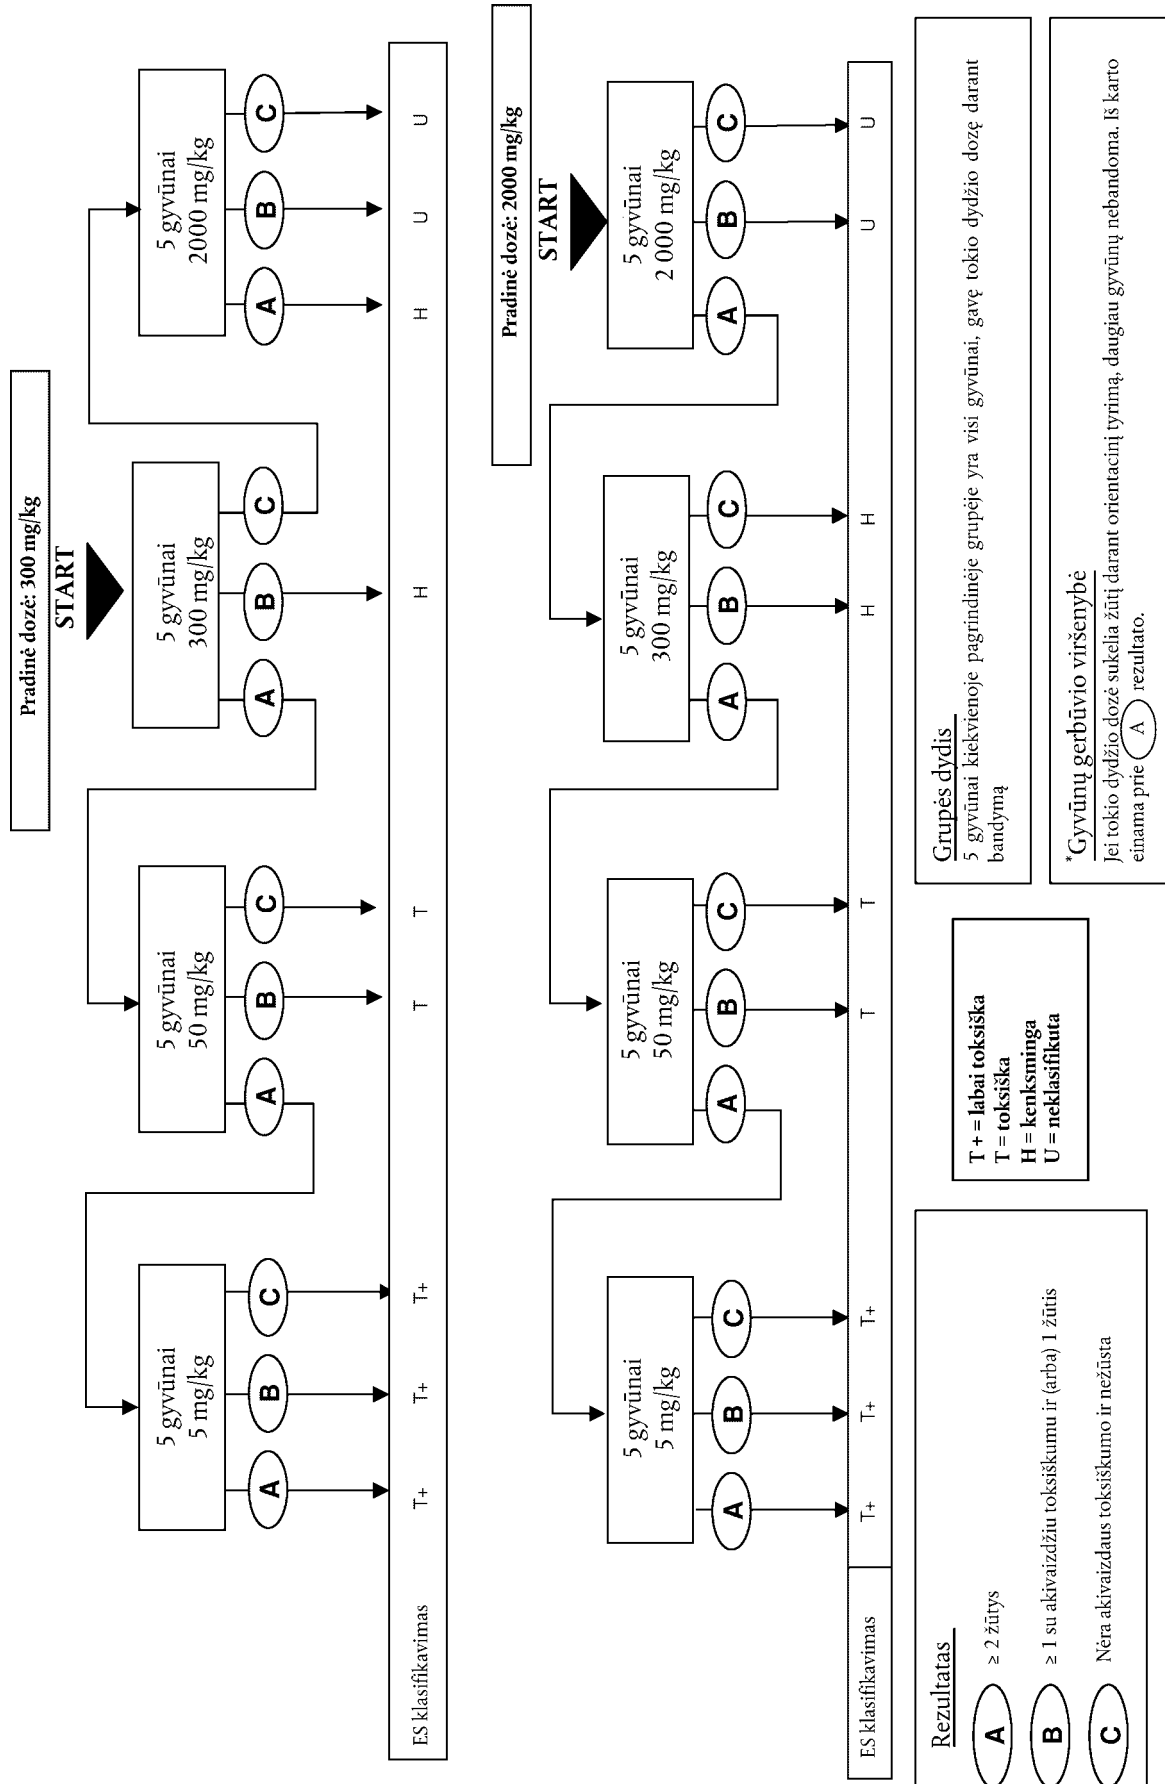 Pradinė dozė: 300 mg/kg
START
5 gyvūnai
5 mg/kg
5 gyvūnai
50 mg/kg
5 gyvūnai
300 mg/kg
5 gyvūnai
2000 mg/kg
A
B
C
A
B
C
A
B
C
A
B
C
ES klasifikavimas
T+
T+
T+
T
T
H
H
U
U
Pradinė dozė: 2000 mg/kg
START
5 gyvūnai
5 mg/kg
5 gyvūnai
50 mg/kg
5 gyvūnai
300 mg/kg
5 gyvūnai
2 000 mg/kg
A
B
C
A
B
C
A
B
C
A
B
C
ES klasifikavimas
T+
T+
T+
T
T
H
H
U
U
Rezultatas
A ≥ 2 žūtys
B ≥ 1 su akivaizdžiu toksiškumu ir (arba) 1 žūtis
C Nėra akivaizdaus toksiškumo ir nežūsta
T + = labai toksiška
T = toksiška
H = kenksminga
U = neklasifikuta
Grupės dydis
5 gyvūnai kiekvienoje pagrindinėje grupėje yra visi gyvūnai, gavę tokio dydžio dozę darant
bandymą
*Gyvūnų gerbūvio viršenybė
Jei tokio dydžio dozė sukelia žūtį darant orientacinį tyrimą, daugiau gyvūnų nebandoma. Iš karto
einama prie A rezultato.